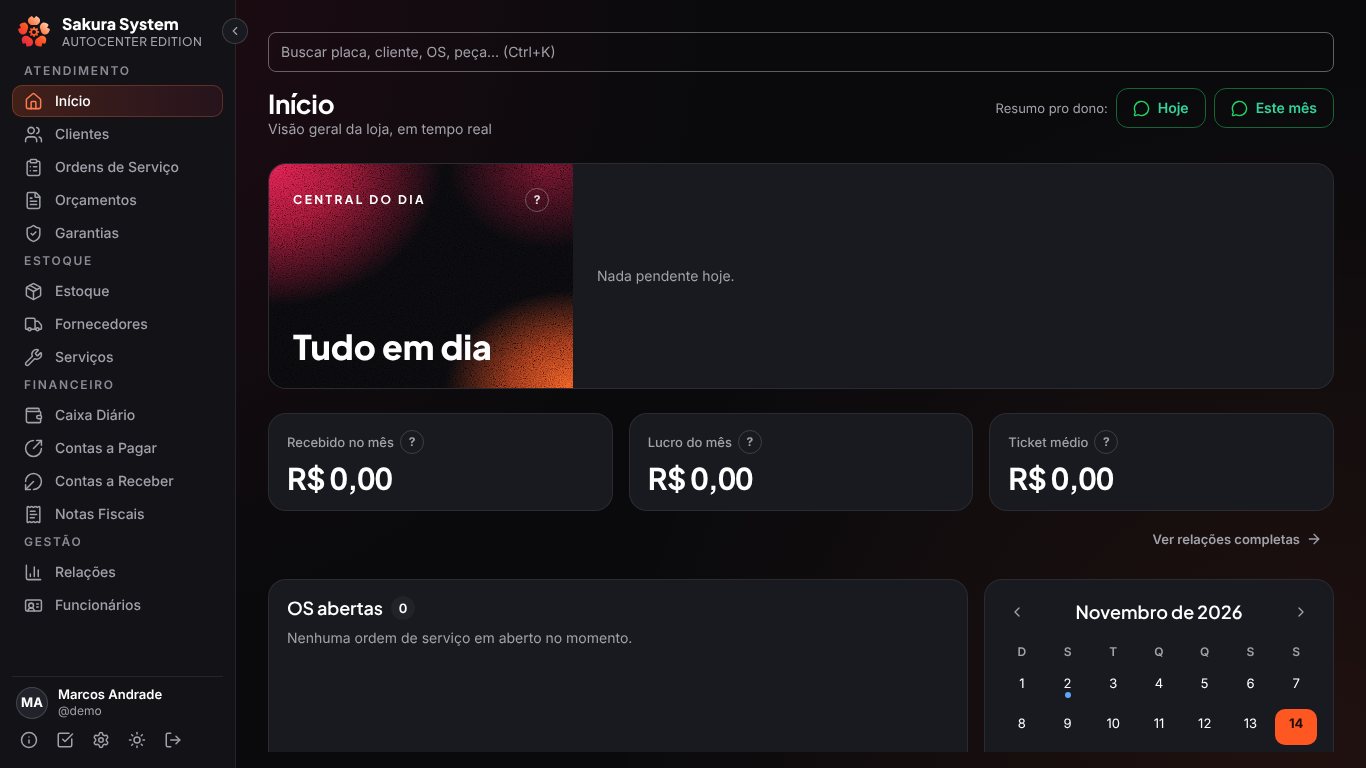 Sakura System
AUTOCENTER EDITION
ATENDIMENTO
Início
Clientes
Ordens de Serviço
Orçamentos
Garantias
ESTOQUE
Estoque
Fornecedores
Serviços
FINANCEIRO
Caixa Diário
Contas a Pagar
Contas a Receber
Notas Fiscais
GESTÃO
Relações
Funcionários
MA
Marcos Andrade
@demo
Buscar placa, cliente, OS, peça... (Ctrl+K)
Início
Visão geral da loja, em tempo real
Resumo pro dono:
Hoje
Este mês
CENTRAL DO DIA
?
Tudo em dia
Nada pendente hoje.
Recebido no mês ?
R$ 0,00
Lucro do mês ?
R$ 0,00
Ticket médio ?
R$ 0,00
Ver relações completas
OS abertas 0
Nenhuma ordem de serviço em aberto no momento.
Novembro de 2026
D S T Q Q S S
1 2 3 4 5 6 7
8 9 10 11 12 13 14